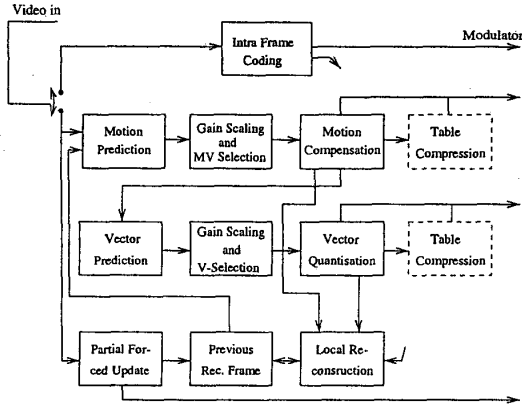 Video in
Modulator
Intra Frame
Coding
Motion
Prediction
Gain Scaling
and
MV Selection
Motion
Compensation
Table
Compression
Vector
Prediction
Gain Scaling
and
V-Selection
Vector
Quantisation
Table
Compression
Partial For-
ced Update
Previous
Rec. Frame
Local Re-
consruction